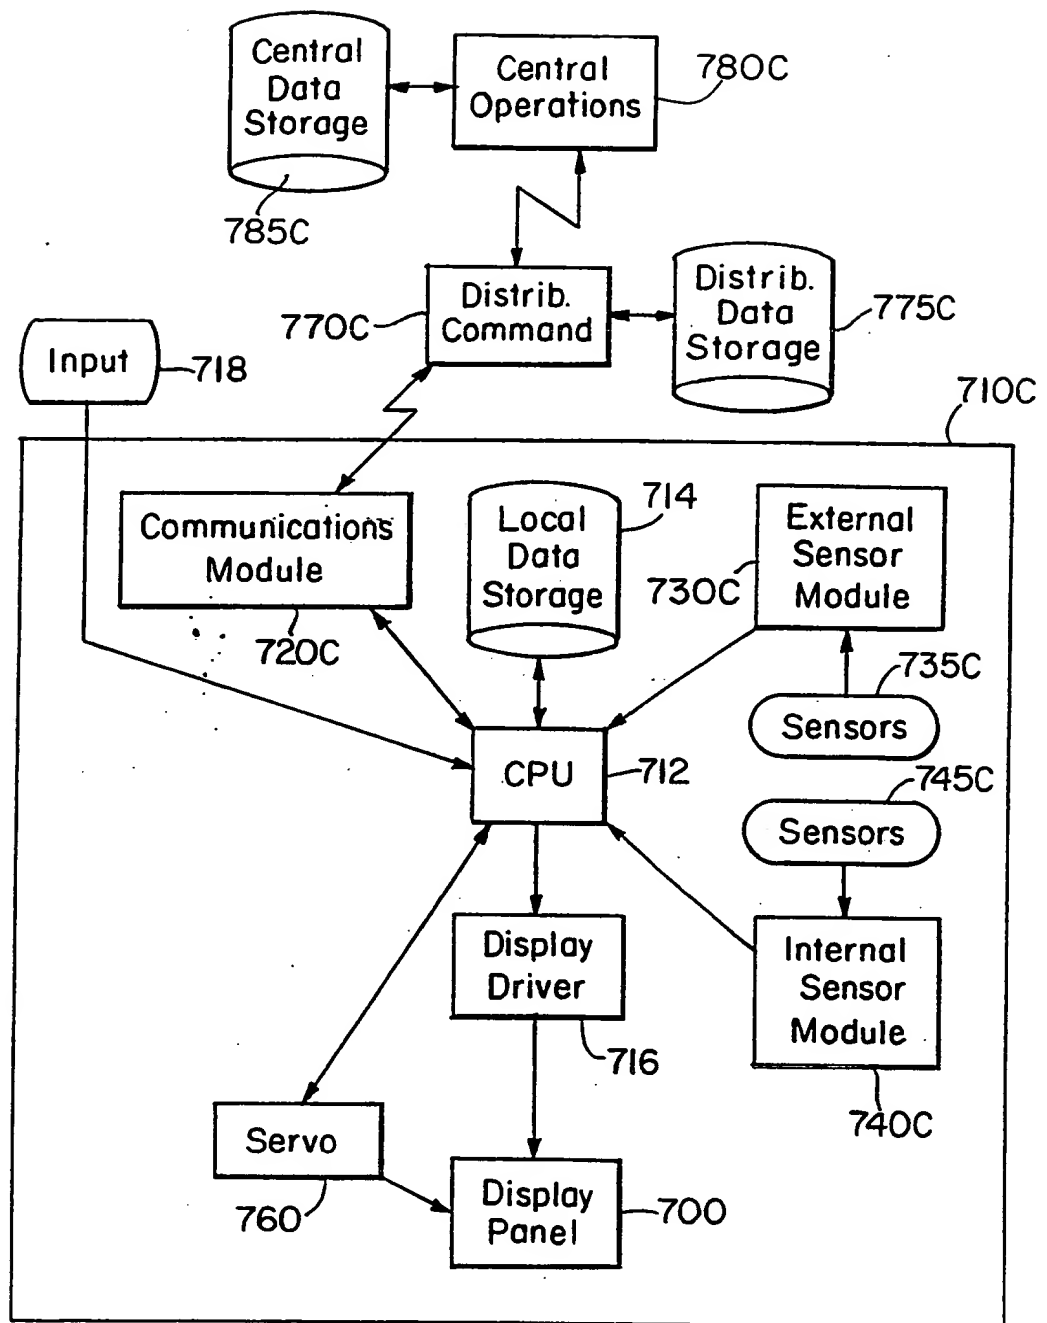 Central
Data
Storage
785C
Central
Operations
780C
Distrib.
Command
770C
Distrib.
Data
Storage
775C
Input
718
710C
Communications
Module
720C
Local
Data
Storage
714
External
Sensor
Module
730C
735C
Sensors
CPU
712
745C
Sensors
Display
Driver
716
Internal
Sensor
Module
740C
Servo
760
Display
Panel
700